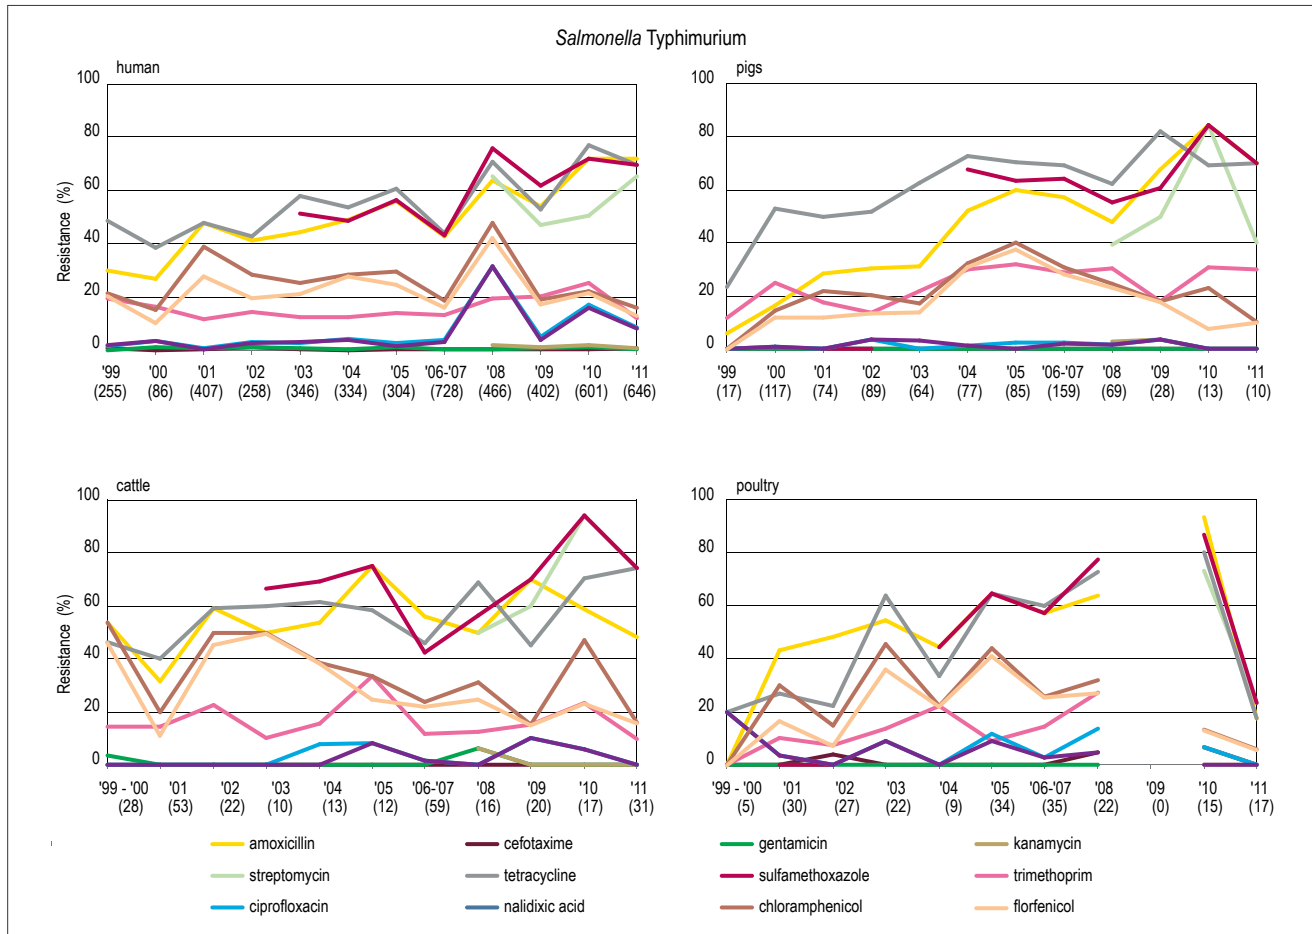 Salmonella Typhimurium
human
100
80
60
40
20
0
Resistance (%)
'99 '00 '01 '02 '03 '04 '05 '06-'07 '08 '09 '10 '11
(255) (86) (407) (258) (346) (334) (304) (728) (466) (402) (601) (646)
pigs
100
80
60
40
20
0
'99 '00 '01 '02 '03 '04 '05 '06-'07 '08 '09 '10 '11
(17) (117) (74) (89) (64) (77) (85) (159) (69) (28) (13) (10)
cattle
100
80
60
40
20
0
Resistance (%)
'99 - '00 '01 '02 '03 '04 '05 '06-'07 '08 '09 '10 '11
(28) (53) (22) (10) (13) (12) (59) (16) (20) (17) (31)
poultry
100
80
60
40
20
0
'99 - '00 '01 '02 '03 '04 '05 '06-'07 '08 '09 '10 '11
(5) (30) (27) (22) (9) (34) (35) (22) (0) (15) (17)
amoxicillin cefotaxime gentamicin kanamycin
streptomycin tetracycline sulfamethoxazole trimethoprim
ciprofloxacin nalidixic acid chloramphenicol florfenicol